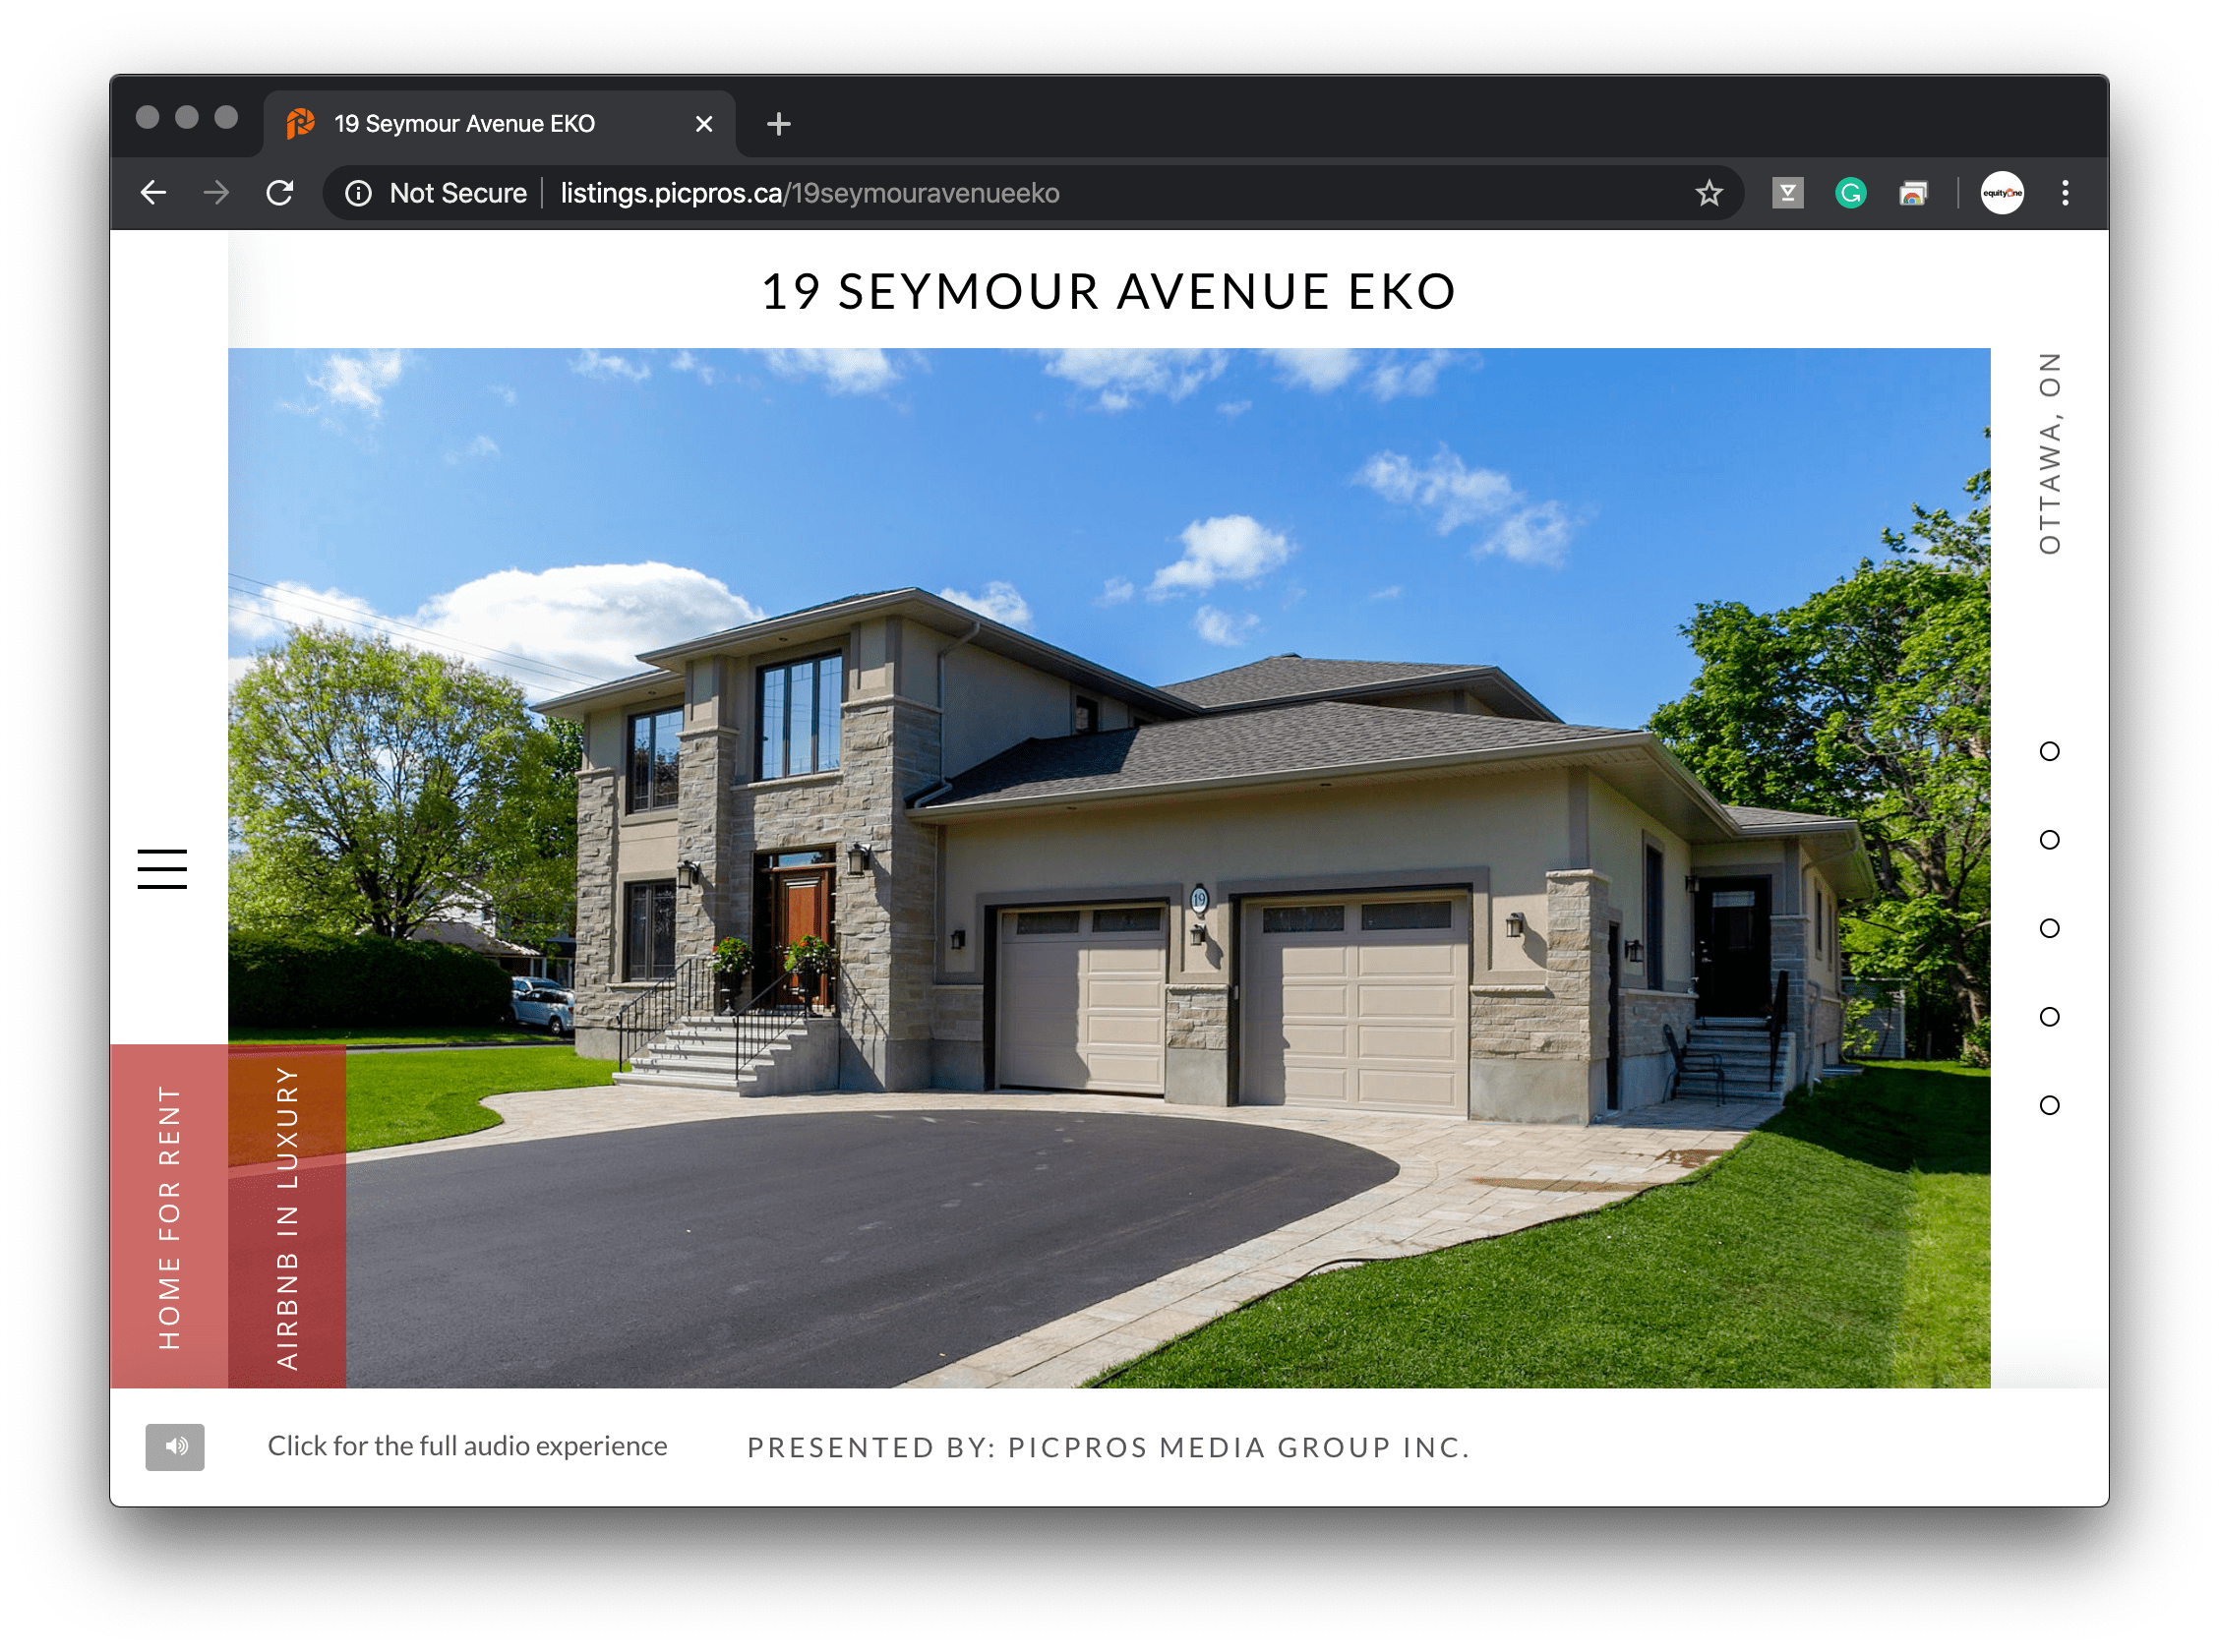 19 Seymour Avenue EKO
Not Secure
listings.picpros.ca/19seymouravenueeko
equityOne
19 SEYMOUR AVENUE EKO
OTTAWA, ON
19
HOME FOR RENT
AIRBNB IN LUXURY
Click for the full audio experience
PRESENTED BY: PICPROS MEDIA GROUP INC.